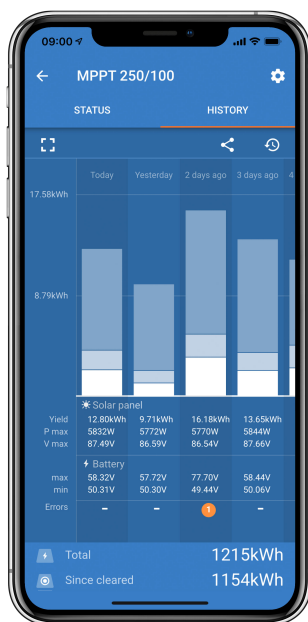 09:00
MPPT 250/100
STATUS HISTORY
Today Yesterday 2 days ago 3 days ago 4
17.58kWh
8.79kWh
Solar panel
Yield 12.80kWh 9.71kWh 16.18kWh 13.65kWh
P max 5832W 5772W 5770W 5844W
V max 87.49V 86.59V 86.54V 87.66V
Battery
max 58.32V 57.72V 77.70V 58.44V
min 50.31V 50.30V 49.44V 50.06V
Errors – – 1 –
Total 1215kWh
Since cleared 1154kWh